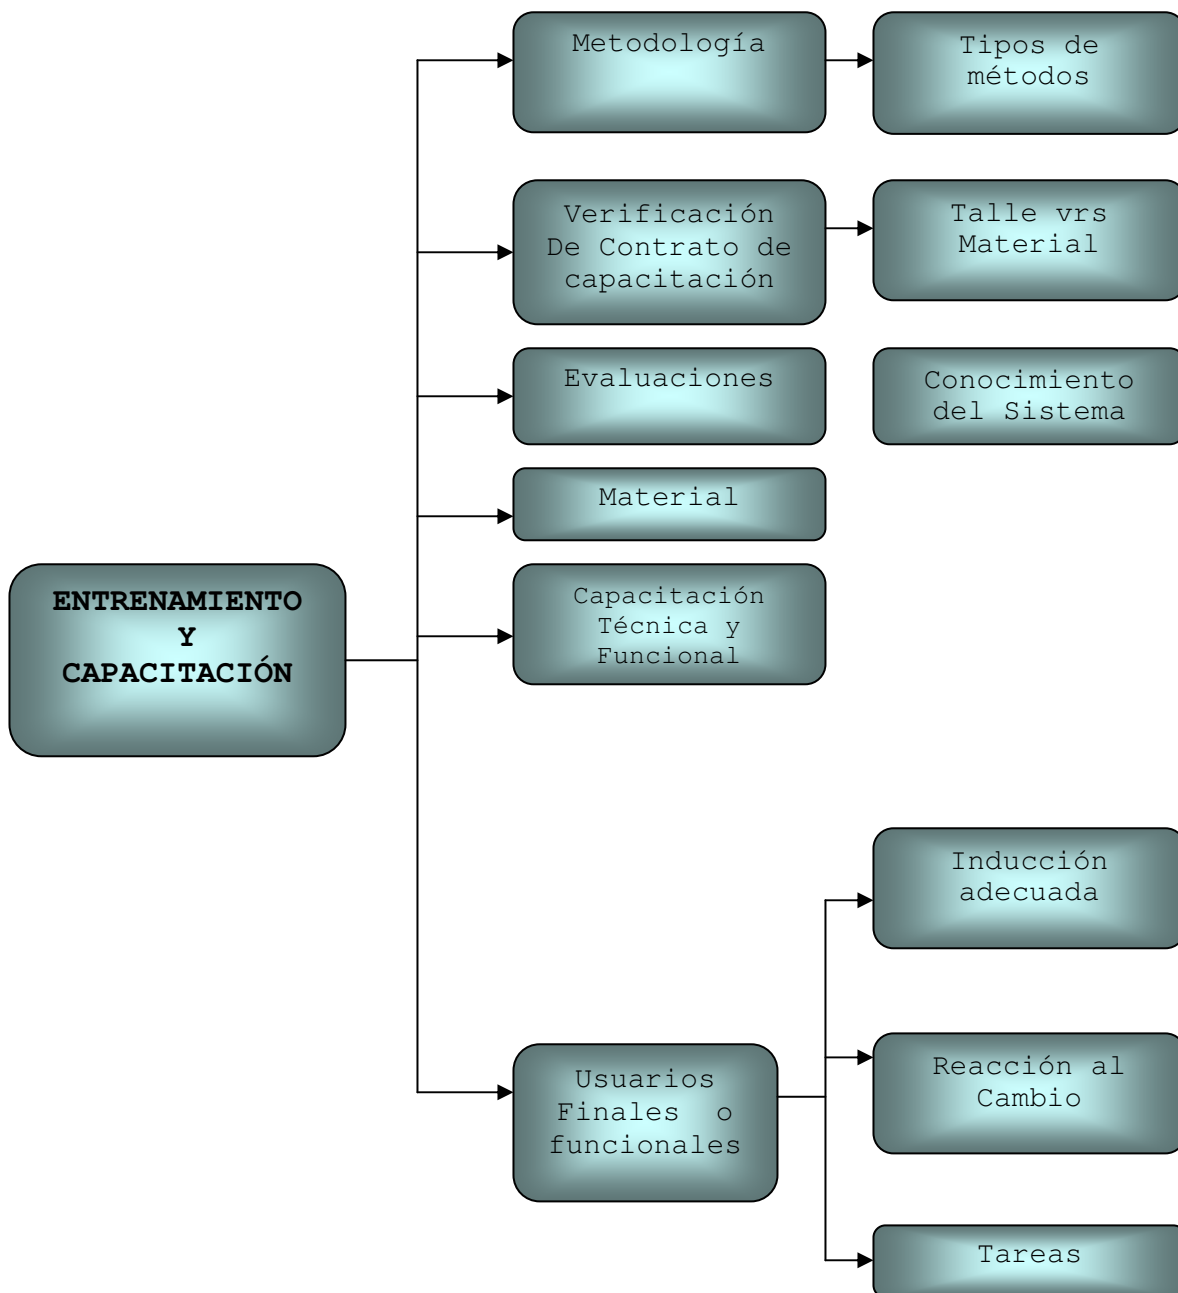 Metodología
Tipos de
métodos
Verificación
De Contrato de
capacitación
Talle vrs
Material
Evaluaciones
Conocimiento
del Sistema
Material
ENTRENAMIENTO
Y
CAPACITACIÓN
Capacitación
Técnica y
Funcional
Inducción
adecuada
Usuarios
Finales o
funcionales
Reacción al
Cambio
Tareas